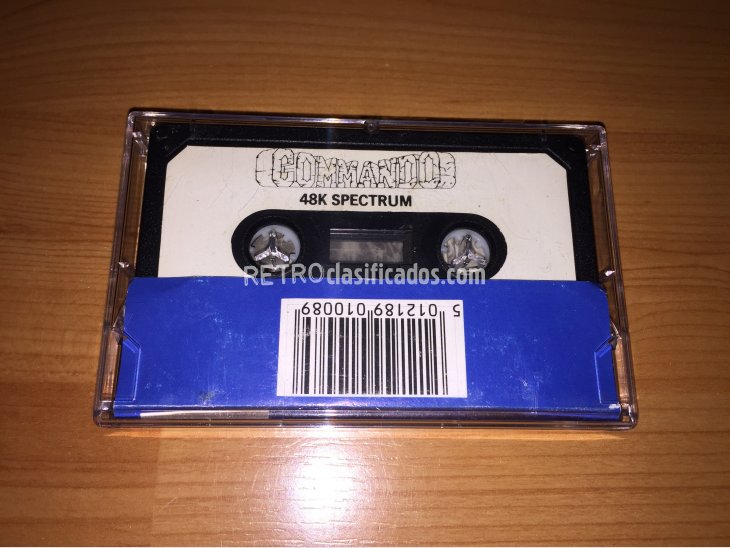 COMMANDO
48K SPECTRUM
RETROclasificados.com
5 012189 010089